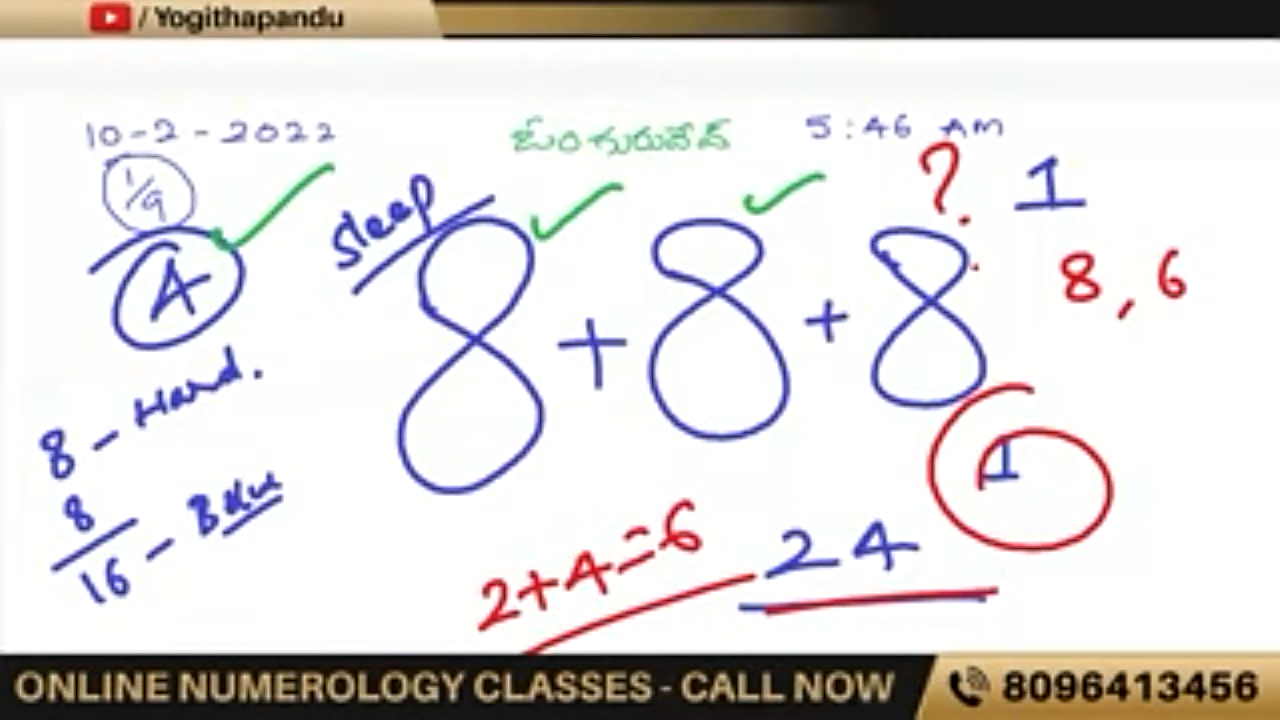 / Yogithapandu
10-2-2022
ఓం గురుదేవ్
5:46 AM
1/9
A
sleep
8 + 8 + 8
? 1
8, 6
8 - Hard.
8
16 -
1
2+4=6
24
ONLINE NUMEROLOGY CLASSES - CALL NOW
8096413456